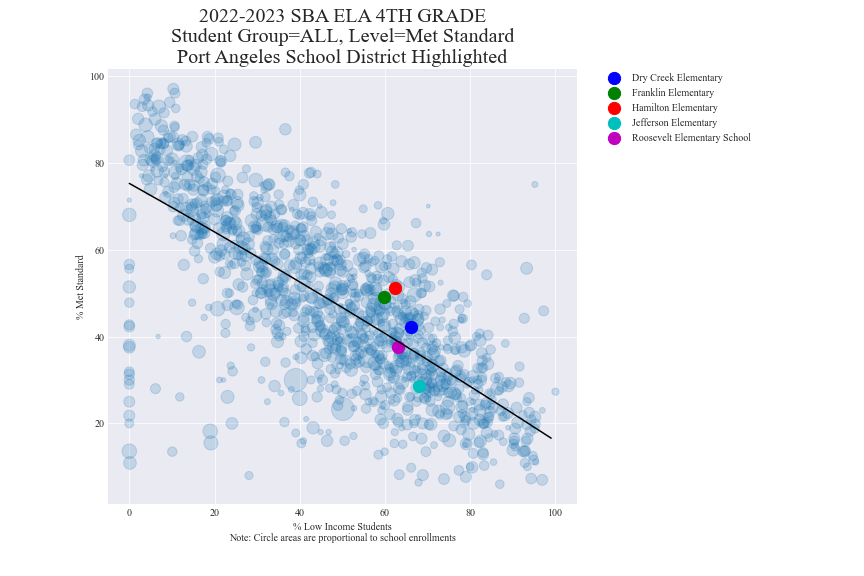 2022-2023 SBA ELA 4TH GRADE
Student Group=ALL, Level=Met Standard
Port Angeles School District Highlighted
Dry Creek Elementary
Franklin Elementary
Hamilton Elementary
Jefferson Elementary
Roosevelt Elementary School
% Met Standard
100
80
60
40
20
0 20 40 60 80 100
% Low Income Students
Note: Circle areas are proportional to school enrollments